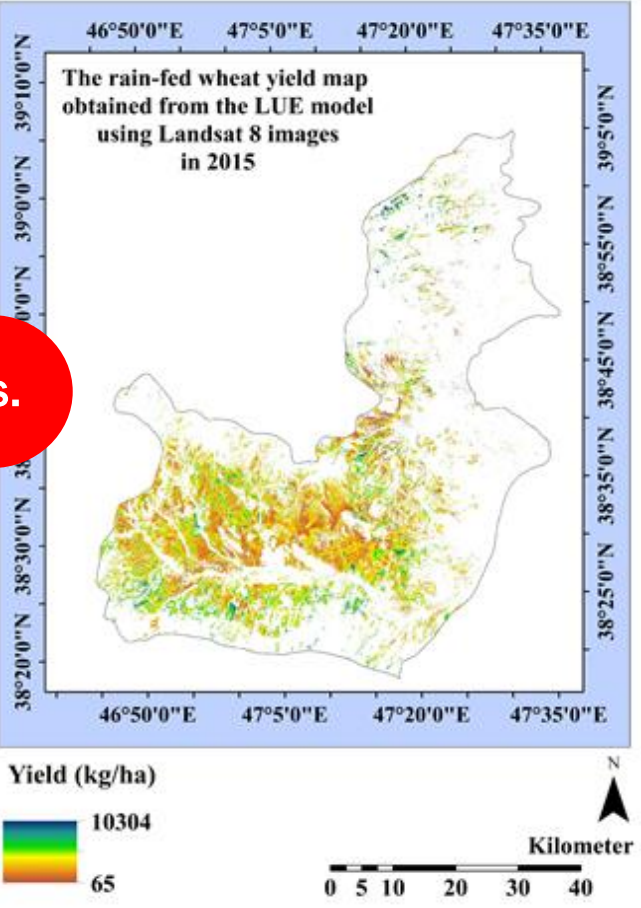 46°50'0"E 47°5'0"E 47°20'0"E 47°35'0"E
The rain-fed wheat yield map
obtained from the LUE model
using Landsat 8 images
in 2015
39°10'0"N
39°0'0"N
0'0"N
s.
38°30'0"N
38°20'0"N
39°5'0"N
38°55'0"N
38°45'0"N
38°35'0"N
38°25'0"N
46°50'0"E 47°5'0"E 47°20'0"E 47°35'0"E
Yield (kg/ha)
10304
65
N
Kilometer
0 5 10 20 30 40